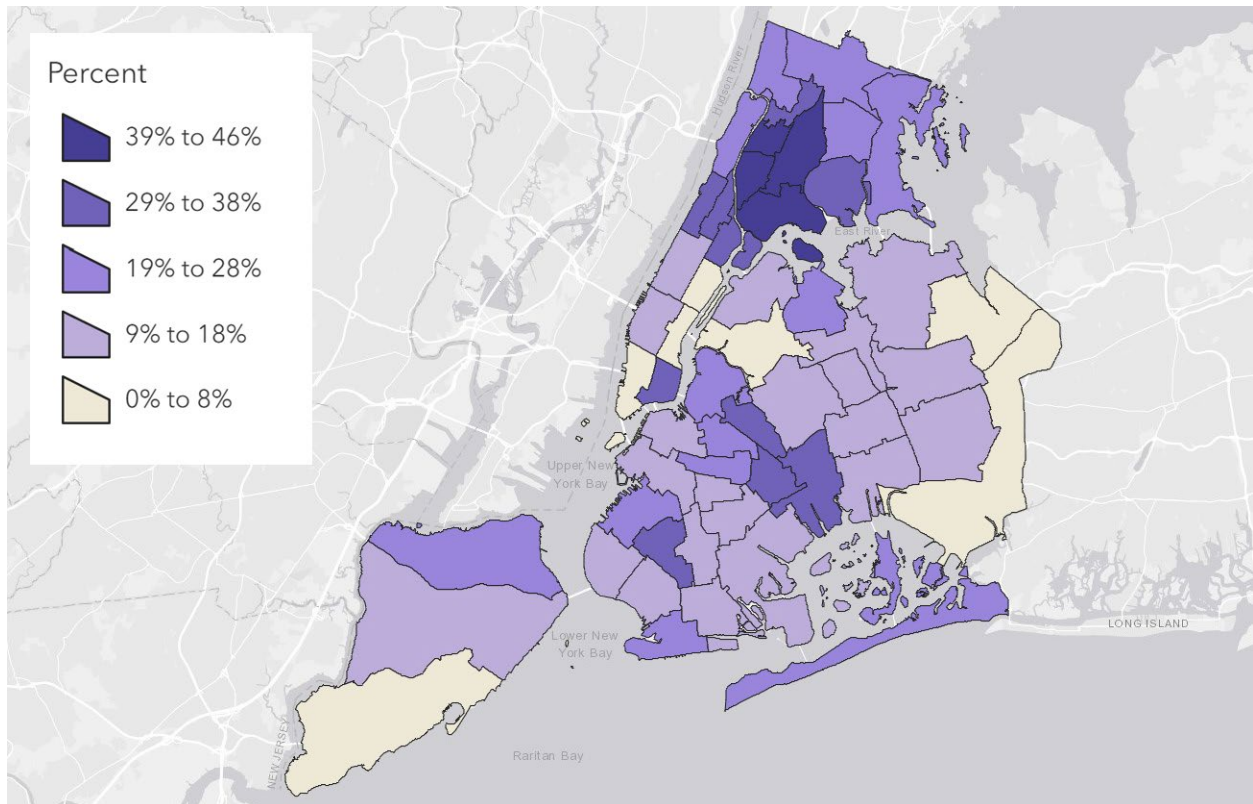 Percent
39% to 46%
29% to 38%
19% to 28%
9% to 18%
0% to 8%
Hudson River
East River
Upper New
York Bay
Lower New
York Bay
LONG ISLAND
NEW JERSEY
Raritan Bay